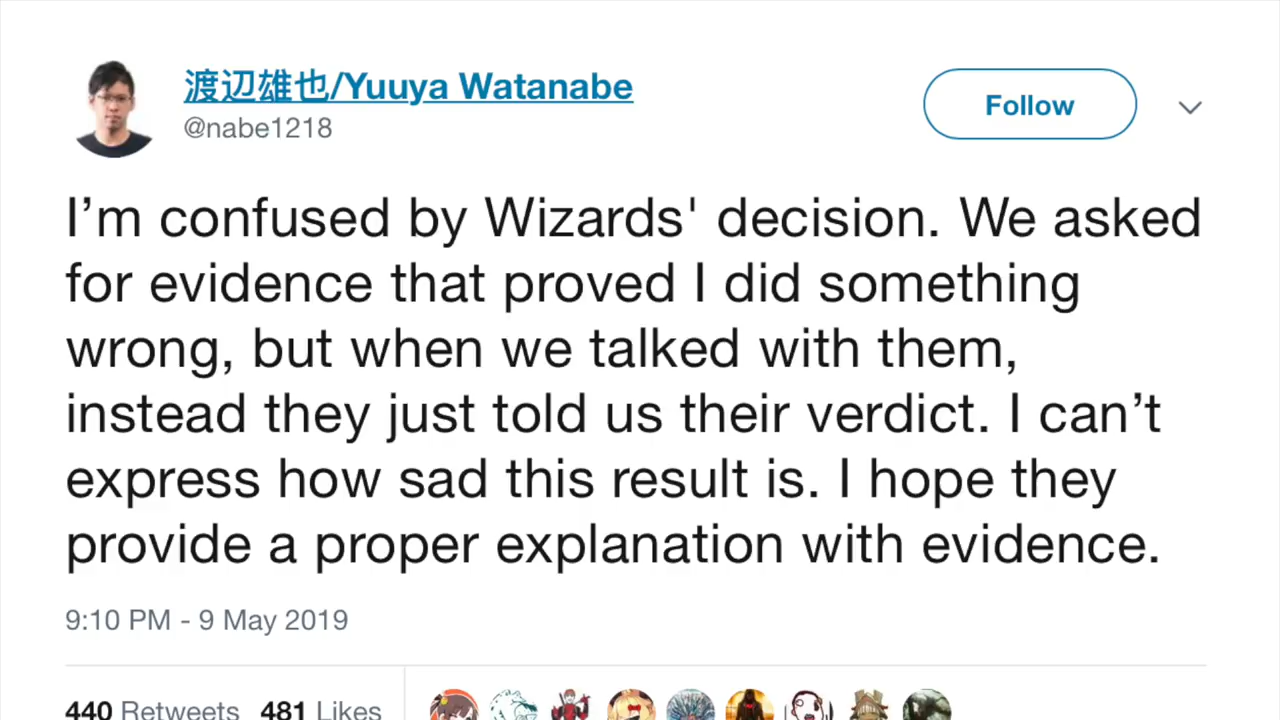 渡辺雄也/Yuuya Watanabe
@nabe1218
Follow
I’m confused by Wizards' decision. We asked
for evidence that proved I did something
wrong, but when we talked with them,
instead they just told us their verdict. I can’t
express how sad this result is. I hope they
provide a proper explanation with evidence.
9:10 PM - 9 May 2019
440 Retweets 481 Likes